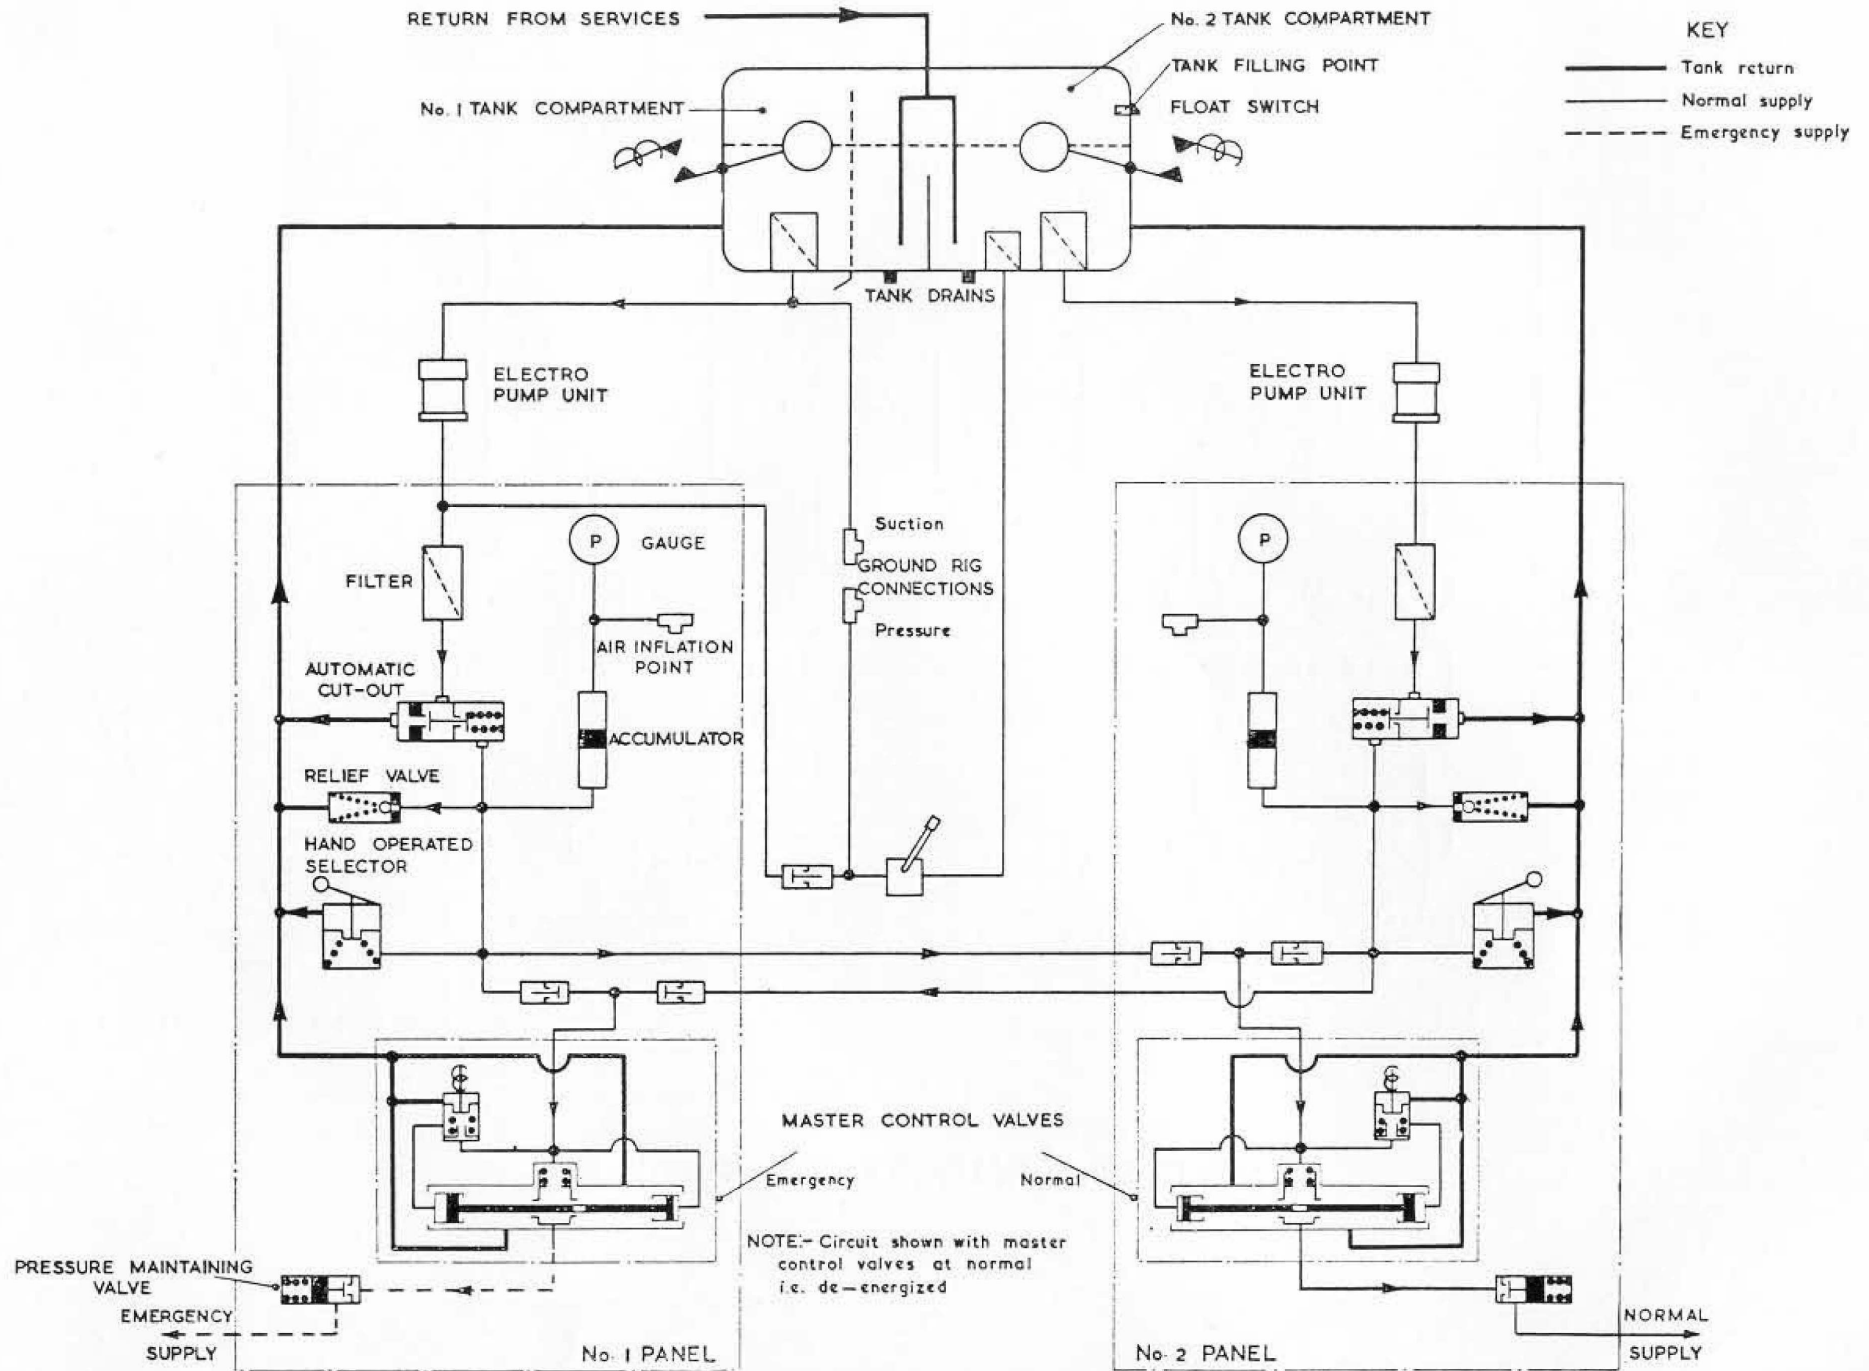 RETURN FROM SERVICES
No. 2 TANK COMPARTMENT
KEY
TANK FILLING POINT
Tank return
No. 1 TANK COMPARTMENT
FLOAT SWITCH
Normal supply
Emergency supply
TANK DRAINS
ELECTRO
PUMP UNIT
ELECTRO
PUMP UNIT
Suction
P
GAUGE
P
GROUND RIG
CONNECTIONS
FILTER
Pressure
AIR INFLATION
POINT
AUTOMATIC
CUT-OUT
ACCUMULATOR
RELIEF VALVE
HAND OPERATED
SELECTOR
MASTER CONTROL VALVES
Emergency
Normal
NOTE:- Circuit shown with master
control valves at normal
i.e. de-energized
PRESSURE MAINTAINING
VALVE
EMERGENCY
SUPPLY
NORMAL
SUPPLY
No. 1 PANEL
No. 2 PANEL